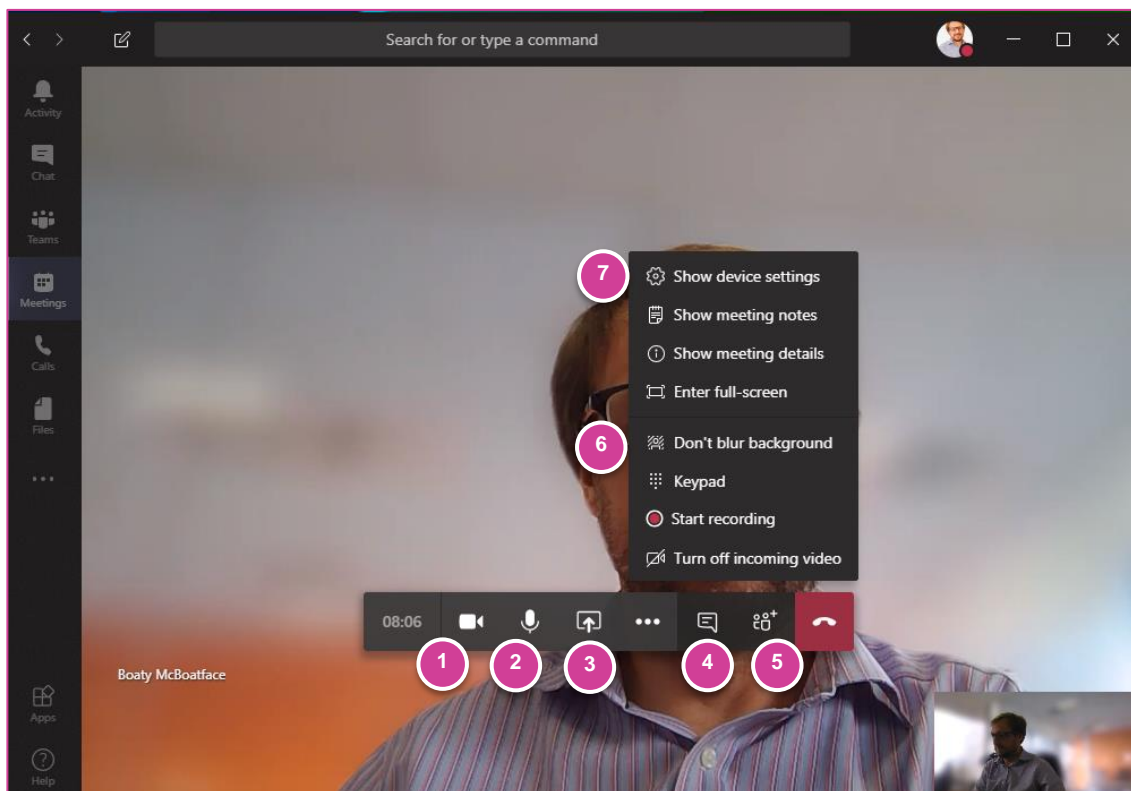 Search for or type a command
Activity
Chat
Teams
Meetings
Calls
Files
Apps
Help
7
Show device settings
Show meeting notes
Show meeting details
Enter full-screen
6
Don't blur background
Keypad
Start recording
Turn off incoming video
08:06
1
2
3
4
5
Boaty McBoatface